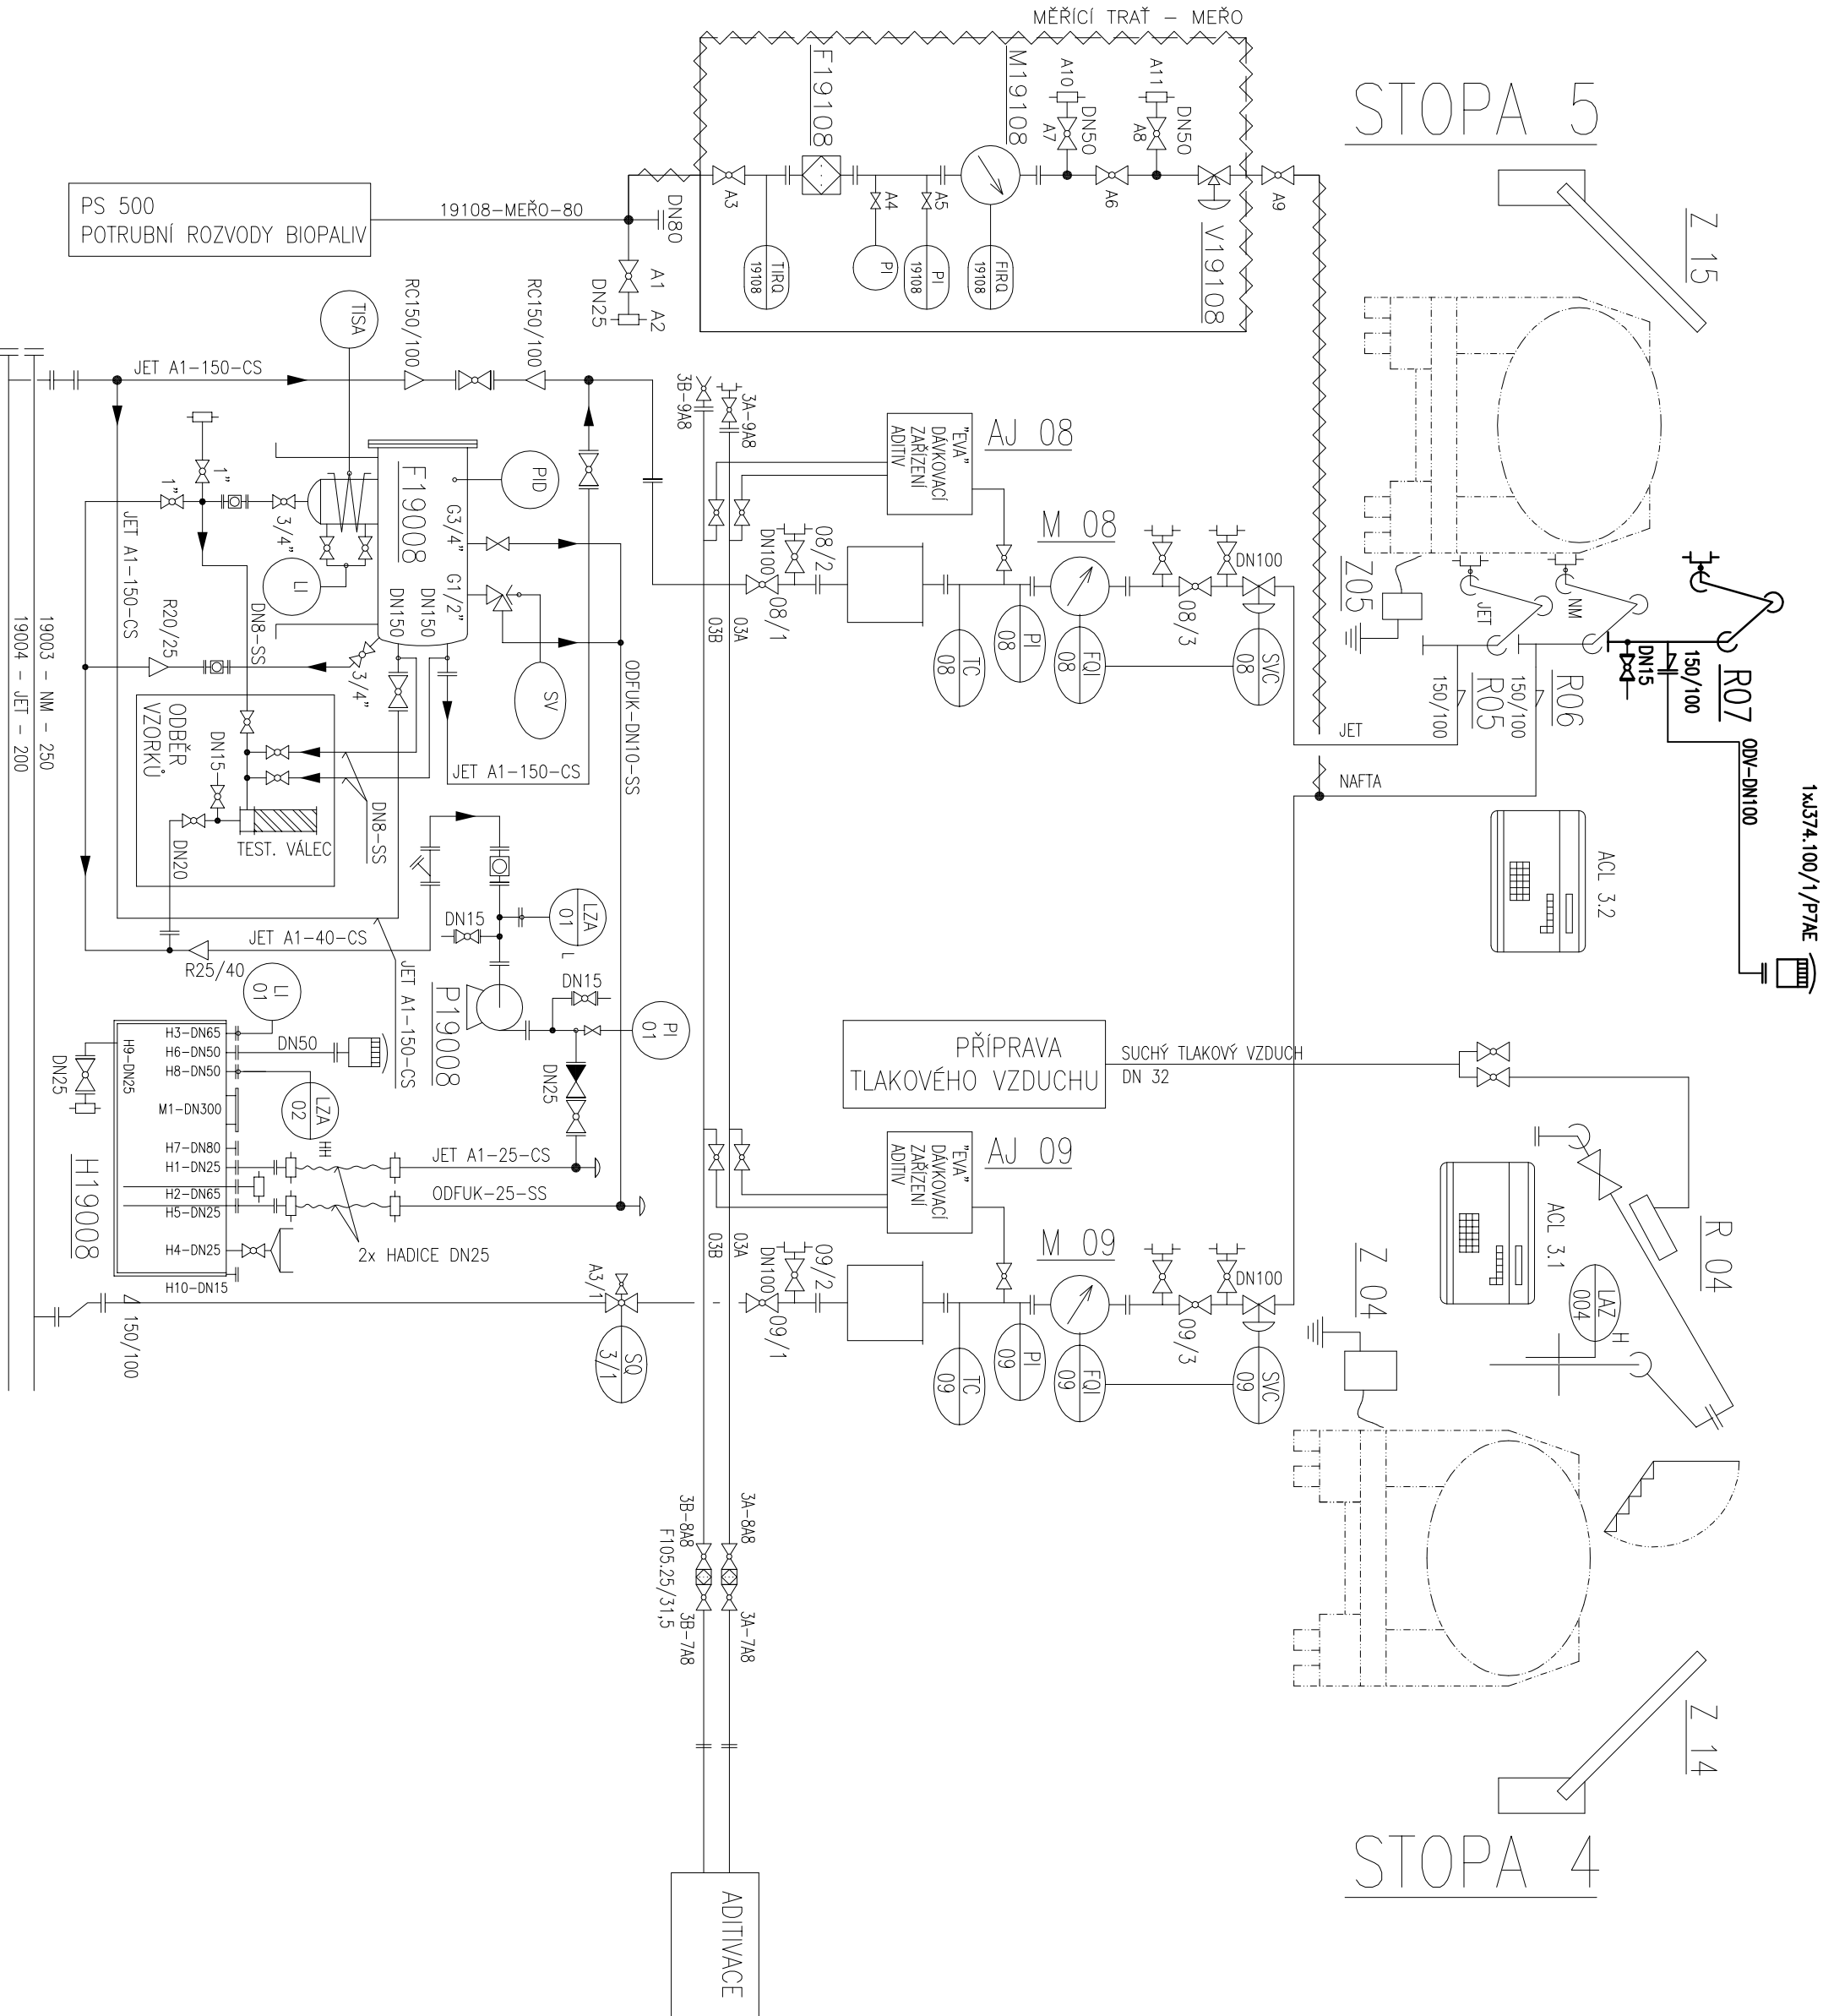 MĚŘÍCÍ TRAŤ – MEŘO
STOPA 5
Z 15
F19108
M19108
A10
A11
DN50
DN50
A7
A8
A3
A4
A5
A6
A9
V19108
TIRQ
19108
PI
PI
19108
FIRQ
19108
PS 500
POTRUBNÍ ROZVODY BIOPALIV
19108–MEŘO–80
DN80
A1
A2
DN25
TISA
RC150/100
RC150/100
JET A1–150–CS
3B–9A8
3A–9A8
"EVA"
DÁVKOVACÍ
ZAŘÍZENÍ
ADITIV
AJ 08
M 08
08/2
DN100
08/1
08/3
DN100
TC
08
PI
08
FQI
08
SVC
08
03B
03A
Z05
JET
NM
R05
R06
150/100
150/100
R07
150/100
DN15
ODV–DN100
1xJ374.100/1/P7AE
JET
NAFTA
ACL 3.2
F19008
PID
G3/4"
G1/2"
DN150
DN150
LI
SV
1"
1"
3/4"
3/4"
JET A1–150–CS
DN8–SS
R20/25
ODBĚR
VZORKŮ
DN15
TEST. VÁLEC
DN20
DN8–SS
JET A1–150–CS
ODFUK–DN10–SS
JET A1–40–CS
R25/40
JET A1–150–CS
DN15
LZA
01
L
DN15
P19008
PI
01
DN25
19003 – NM – 250
19004 – JET – 200
LI
01
H3–DN65
H6–DN50
H8–DN50
M1–DN300
H7–DN80
H1–DN25
H2–DN65
H5–DN25
H4–DN25
H10–DN15
H9–DN25
DN25
DN50
LZA
02
HH
H19008
JET A1–25–CS
ODFUK–25–SS
2x HADICE DN25
150/100
A3/1
SQ
3/1
PŘÍPRAVA
TLAKOVÉHO VZDUCHU
SUCHÝ TLAKOVÝ VZDUCH
DN 32
"EVA"
DÁVKOVACÍ
ZAŘÍZENÍ
ADITIV
AJ 09
M 09
03B
03A
DN100
09/2
09/1
09/3
DN100
TC
09
PI
09
FQI
09
SVC
09
R 04
ACL 3.1
LAZ
004
H
Z 04
3B–8A8
3A–8A8
F105.25/31,5
3B–7A8
3A–7A8
Z 14
STOPA 4
ADITIVACE